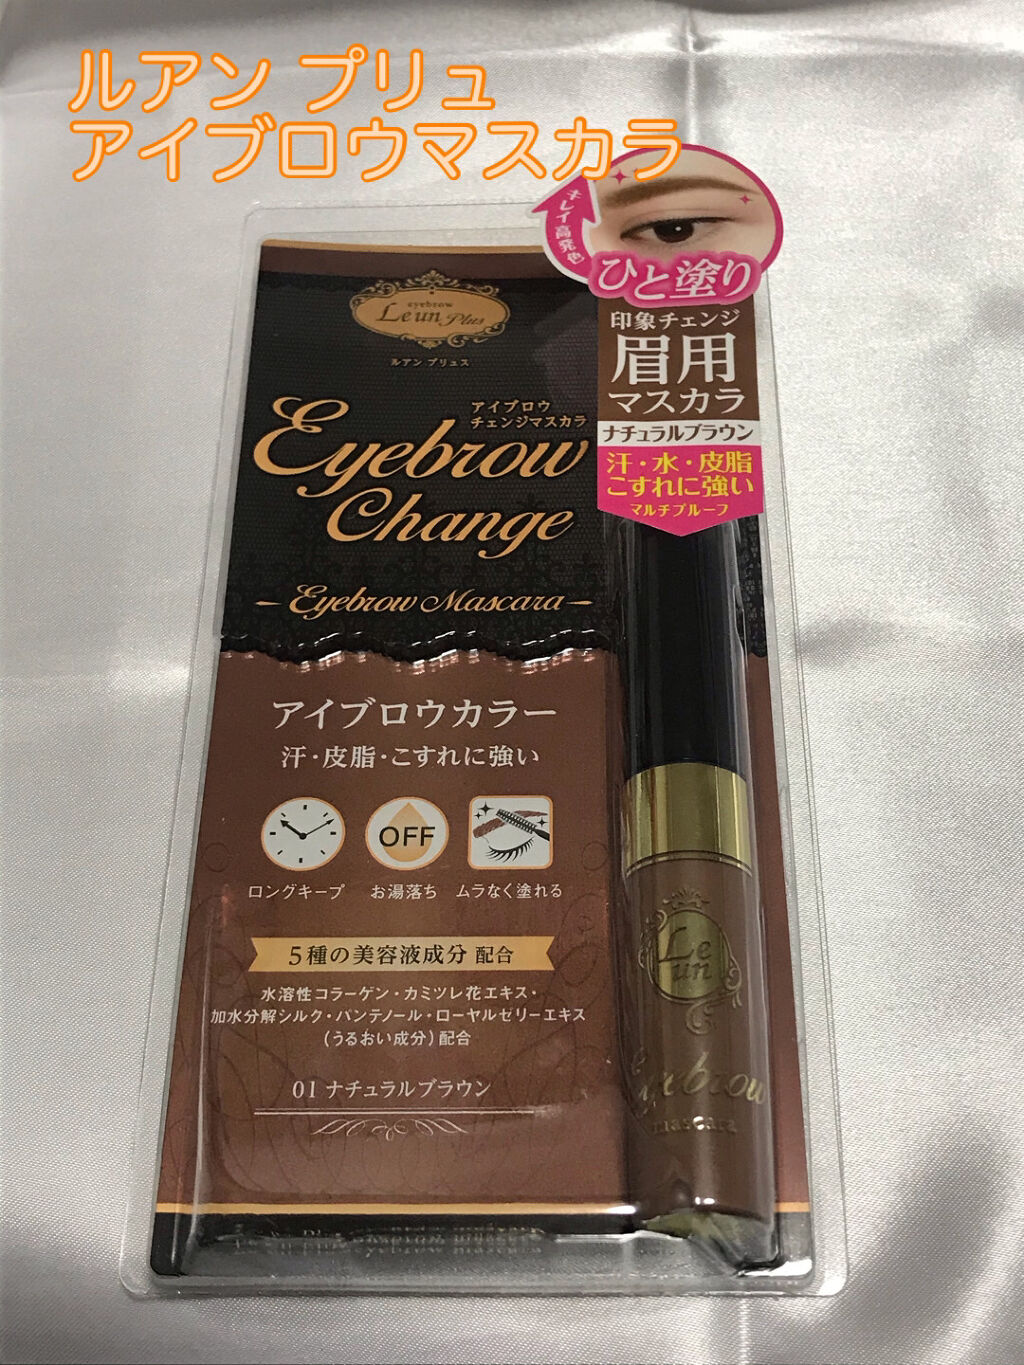 ルアン プリュ
アイブロウマスカラ
キレイ高発色
ひと塗り
印象チェンジ
眉用
マスカラ
ナチュラルブラウン
汗・水・皮脂
こすれに強い
マルチプルーフ
eyebrow
Leun Plus
ルアン プリュス
アイブロウ
チェンジマスカラ
Eyebrow
Change
Eyebrow Mascara
アイブロウカラー
汗・皮脂・こすれに強い
OFF
ロングキープ お湯落ち ムラなく塗れる
5種の美容液成分 配合
水溶性コラーゲン・カミツレ花エキス・
加水分解シルク・パンテノール・ローヤルゼリーエキス
(うるおい成分)配合
01 ナチュラルブラウン
Le
un
Eyebrow
mascara